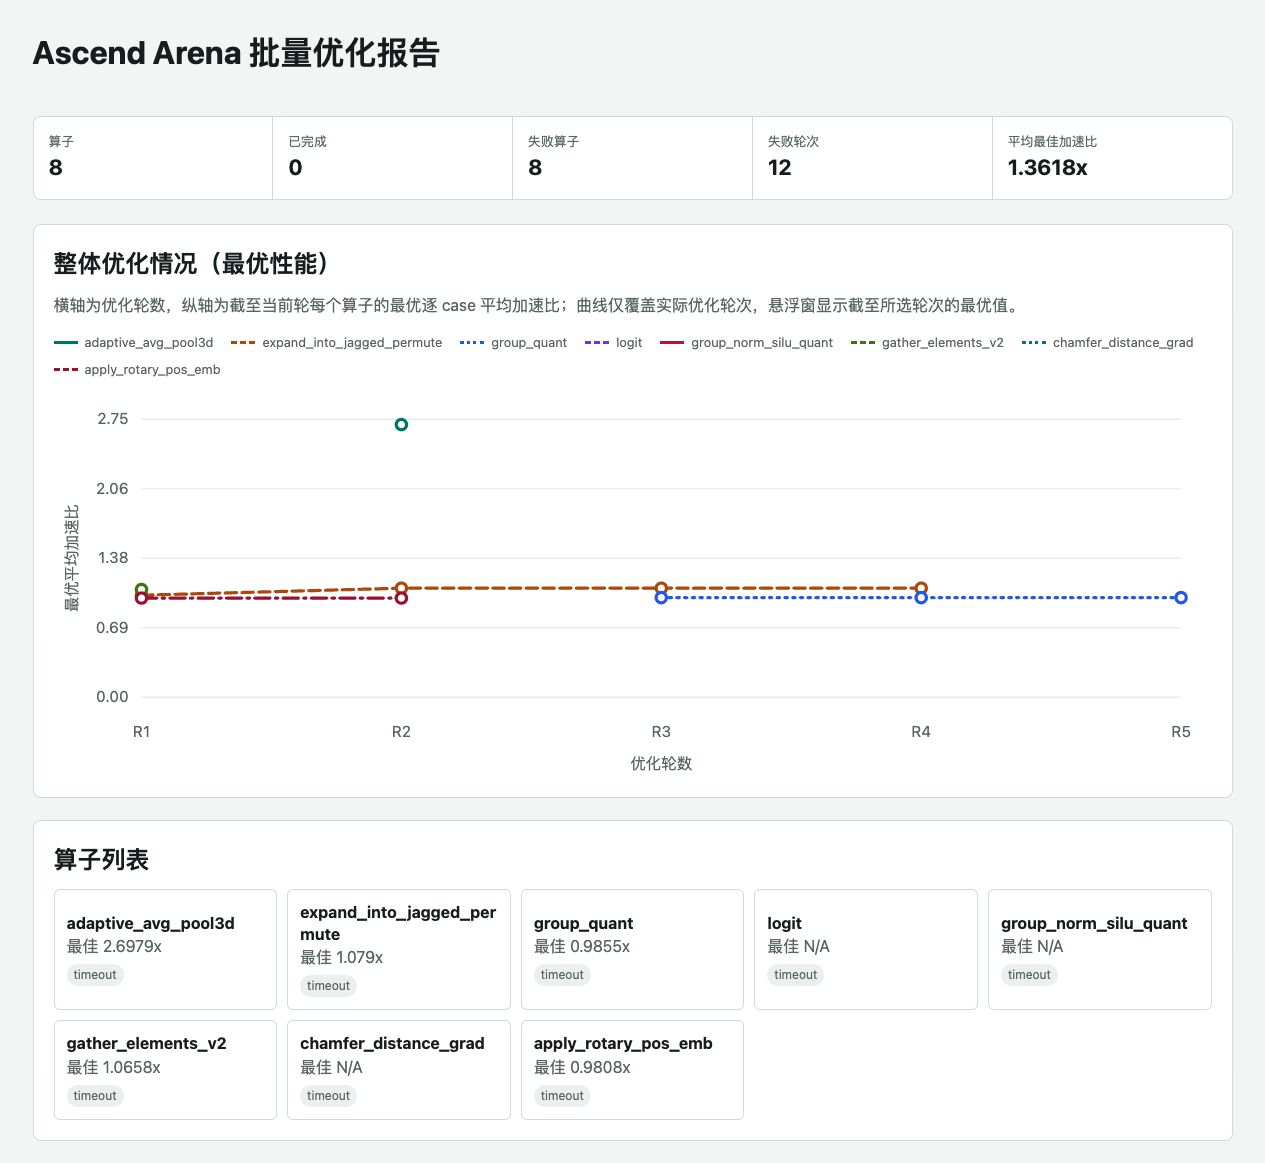 Ascend Arena 批量优化报告
算子
8
已完成
0
失败算子
8
失败轮次
12
平均最佳加速比
1.3618x
整体优化情况（最优性能）
横轴为优化轮数，纵轴为截至当前轮每个算子的最优逐 case 平均加速比；曲线仅覆盖实际优化轮次，悬浮窗显示截至所选轮次的最优值。
adaptive_avg_pool3d expand_into_jagged_permute group_quant logit group_norm_silu_quant gather_elements_v2 chamfer_distance_grad
apply_rotary_pos_emb
最优平均加速比
2.75
2.06
1.38
0.69
0.00
R1 R2 R3 R4 R5
优化轮数
算子列表
adaptive_avg_pool3d
最佳 2.6979x
timeout
expand_into_jagged_per
mute
最佳 1.079x
timeout
group_quant
最佳 0.9855x
timeout
logit
最佳 N/A
timeout
group_norm_silu_quant
最佳 N/A
timeout
gather_elements_v2
最佳 1.0658x
timeout
chamfer_distance_grad
最佳 N/A
timeout
apply_rotary_pos_emb
最佳 0.9808x
timeout